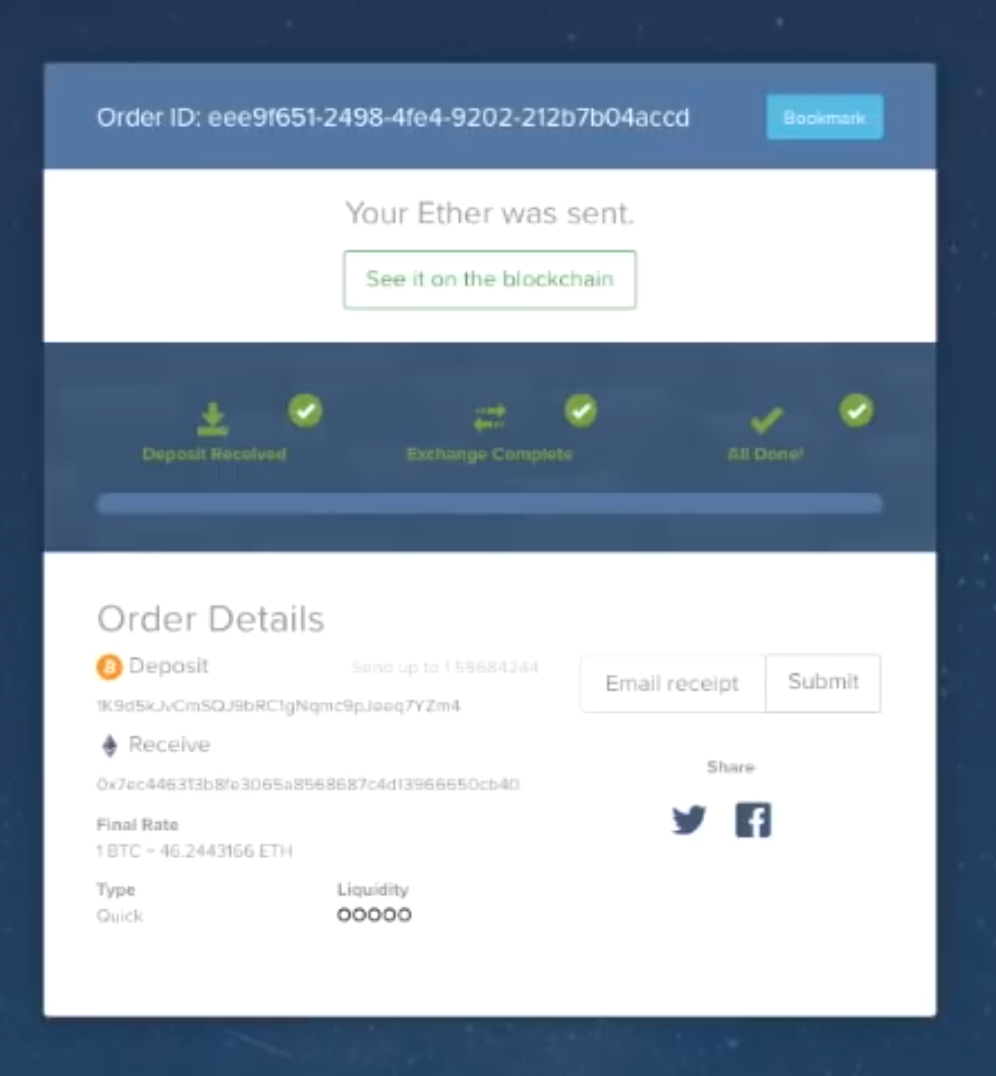 Order ID: eee9f651-2498-4fe4-9202-212b7b04accd
Bookmark
Your Ether was sent.
See it on the blockchain
Deposit Received
Exchange Complete
All Done!
Order Details
Deposit
Send up to 1.59684244
1K9d5kJvCmSQJ9bRC1gNqmc9pJeeq7YZm4
Receive
0x7ec446313b8fe3065a8568687c4d13966650cb40
Final Rate
1 BTC = 46.2443166 ETH
Type
Liquidity
Quick
Email receipt
Submit
Share